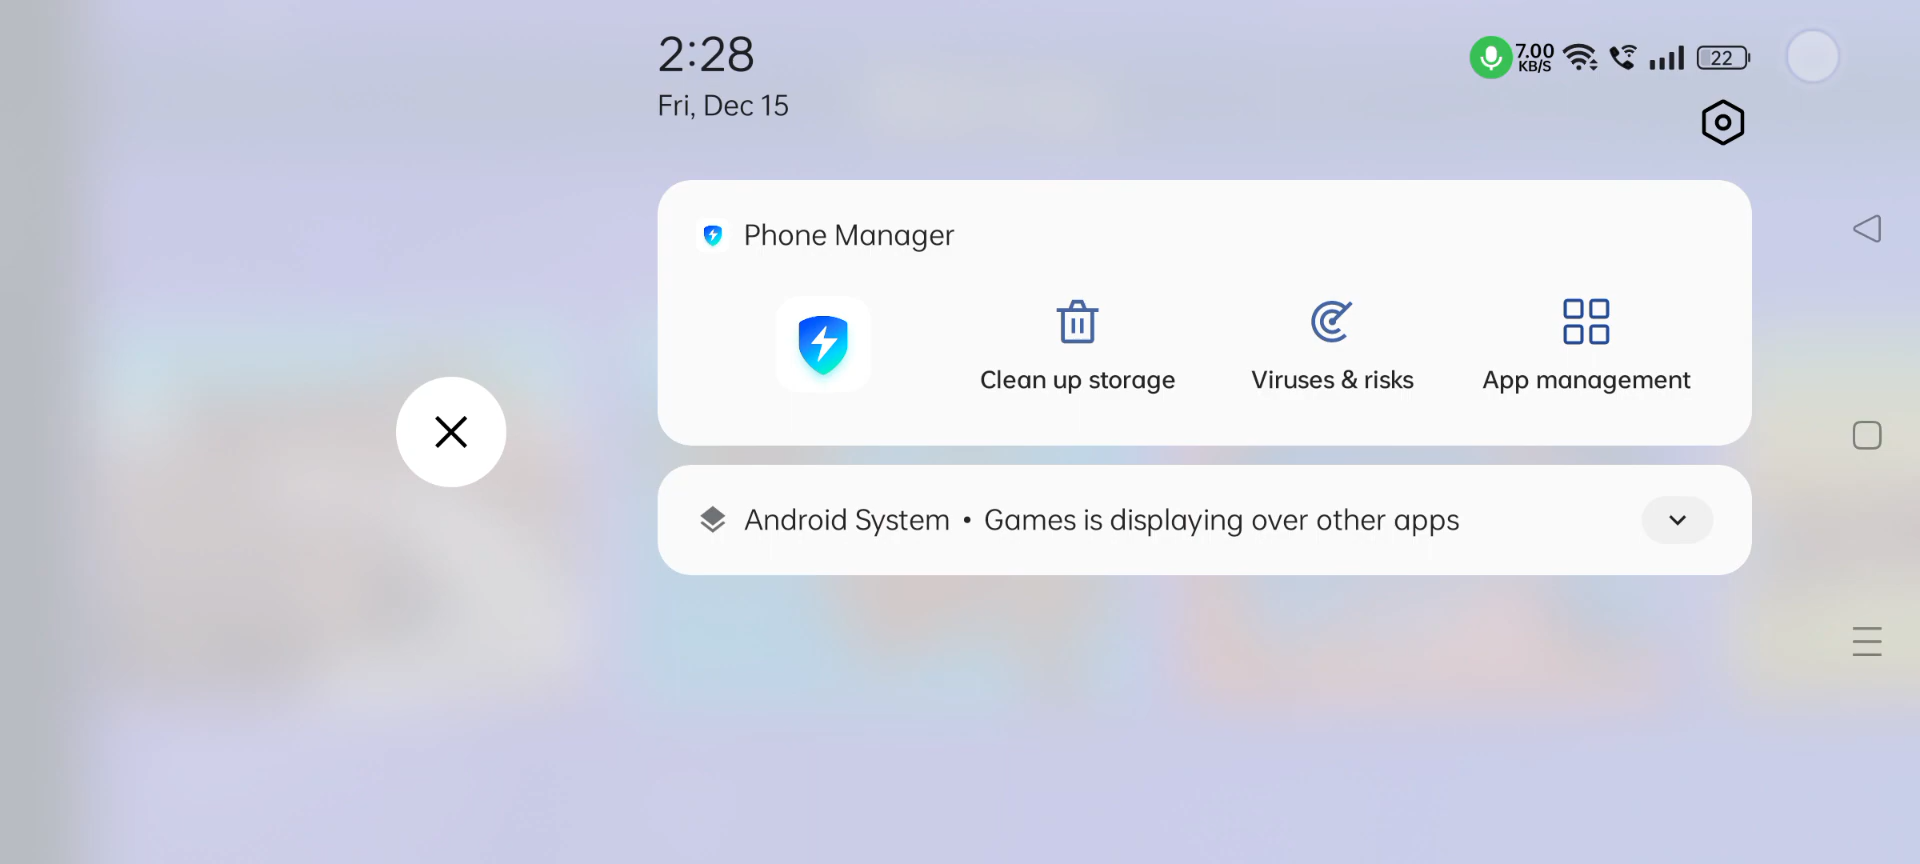 2:28
Fri, Dec 15
7.00
KB/S
22
Phone Manager
Clean up storage
Viruses & risks
App management
Android System • Games is displaying over other apps